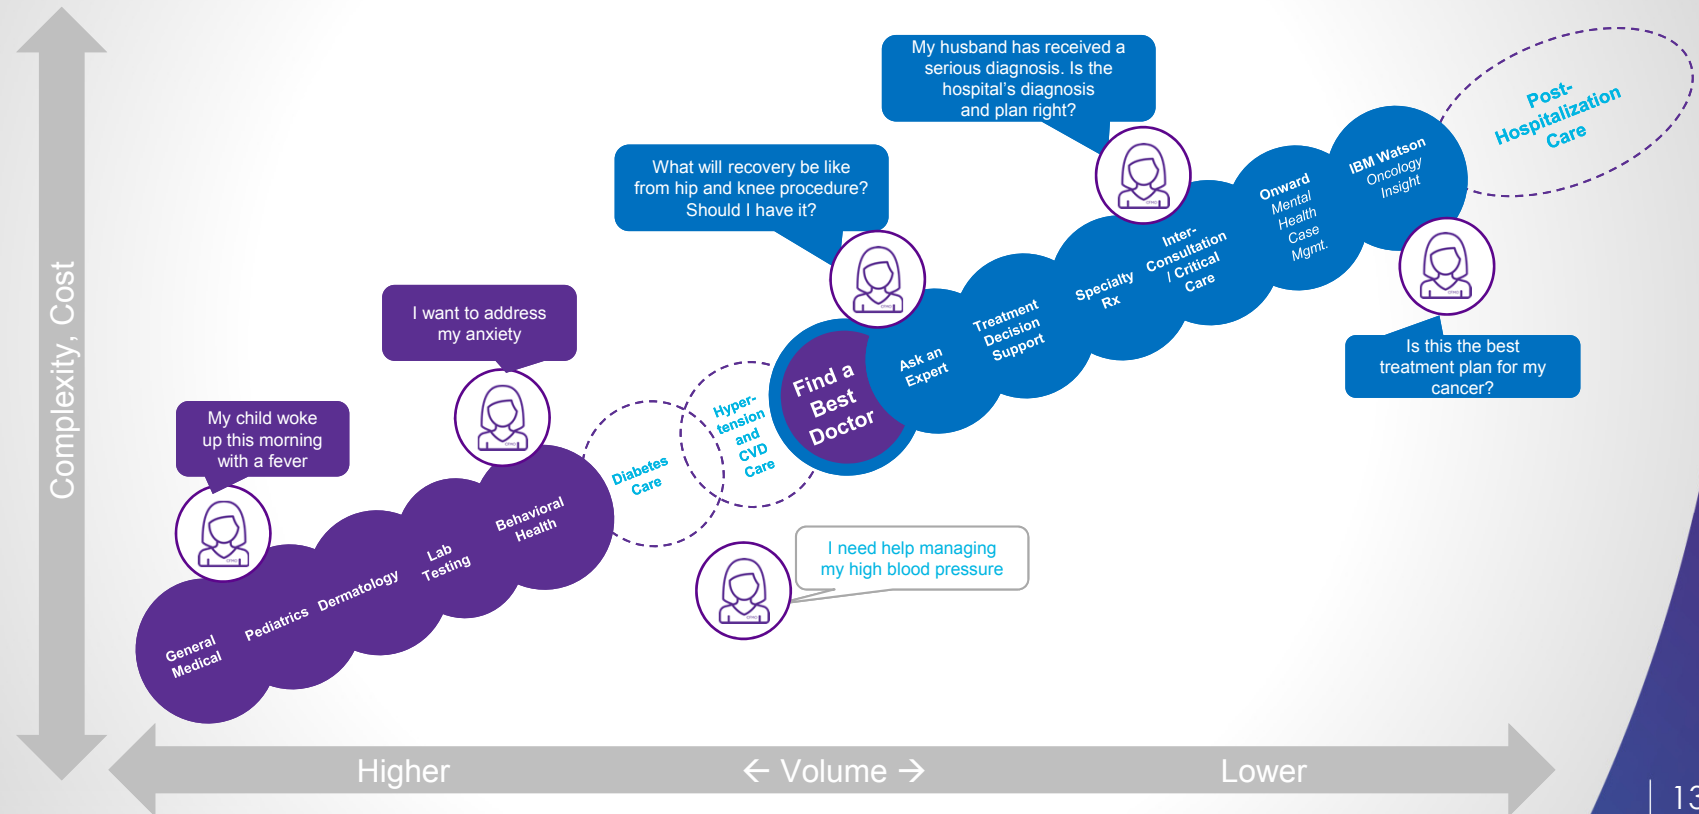 My husband has received a
serious diagnosis. Is the
hospital's diagnosis
and plan right?
Post-
Hospitalization
Care
What will recovery be like
from hip and knee procedure?
Should I have it?
IBM Watson
Oncology
Insight
Onward
Mental
Health
Case
Mgmt.
Inter-
Consultation
/ Critical
Care
Specialty
Rx
Treatment
Decision
Support
Ask an
Expert
Find a
Best
Doctor
Is this the best
treatment plan for my
cancer?
I want to address
my anxiety
Hyper-
tension
and
CVD
Care
Diabetes
Care
My child woke
up this morning
with a fever
Behavioral
Health
Lab
Testing
Dermatology
Pediatrics
General
Medical
I need help managing
my high blood pressure
Complexity, Cost
Higher
← Volume →
Lower
13